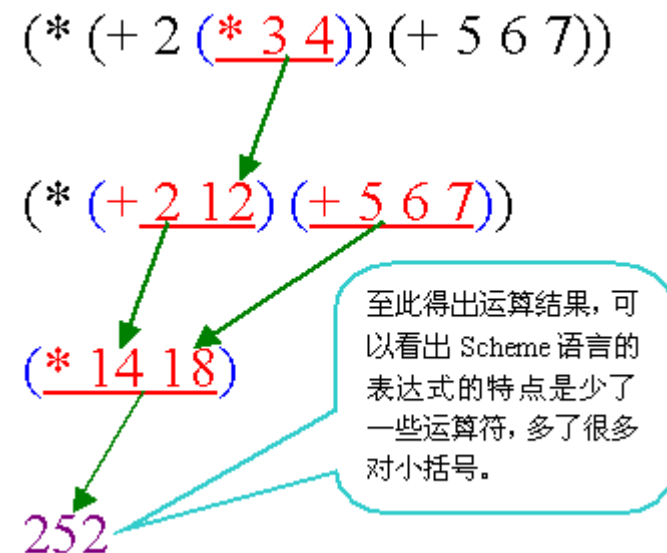 (* (+ 2 (* 3 4)) (+ 5 6 7))
(* (+ 2 12) (+ 5 6 7))
(* 14 18)
252
至此得出运算结果，可
以看出 Scheme 语言的
表达式的特点是少了
一些运算符，多了很多
对小括号。